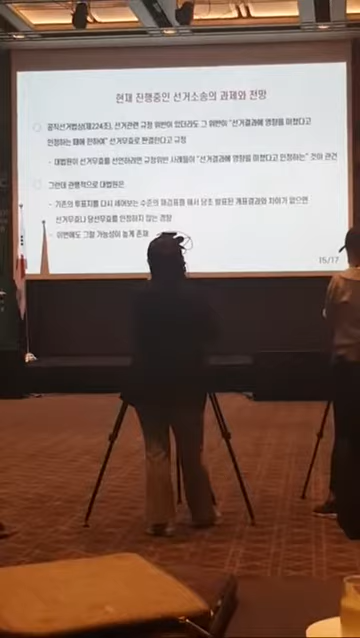 현재 진행중인 선거소송의 과제와 전망
공직선거법상(제224조), 선거관련 규정 위반이 있더라도 그 위반이 "선거결과에 영향을 미쳤다고
인정하는 때에 한하여" 선거무효로 판결한다고 규정
- 대법원이 선거무효를 선언하려면 규정위반 사례들이 "선거결과에 영향을 미쳤다고 인정하는" 것이 관건
그런데 관행적으로 대법원은
- 기존의 투표지를 다시 세어보는 수준의 재검표를 해서 당초 발표된 개표결과와 차이가 없으면
선거무효나 당선무효를 인정하지 않는 경향
- 이번에도 그럴 가능성이 높게 존재
15/17